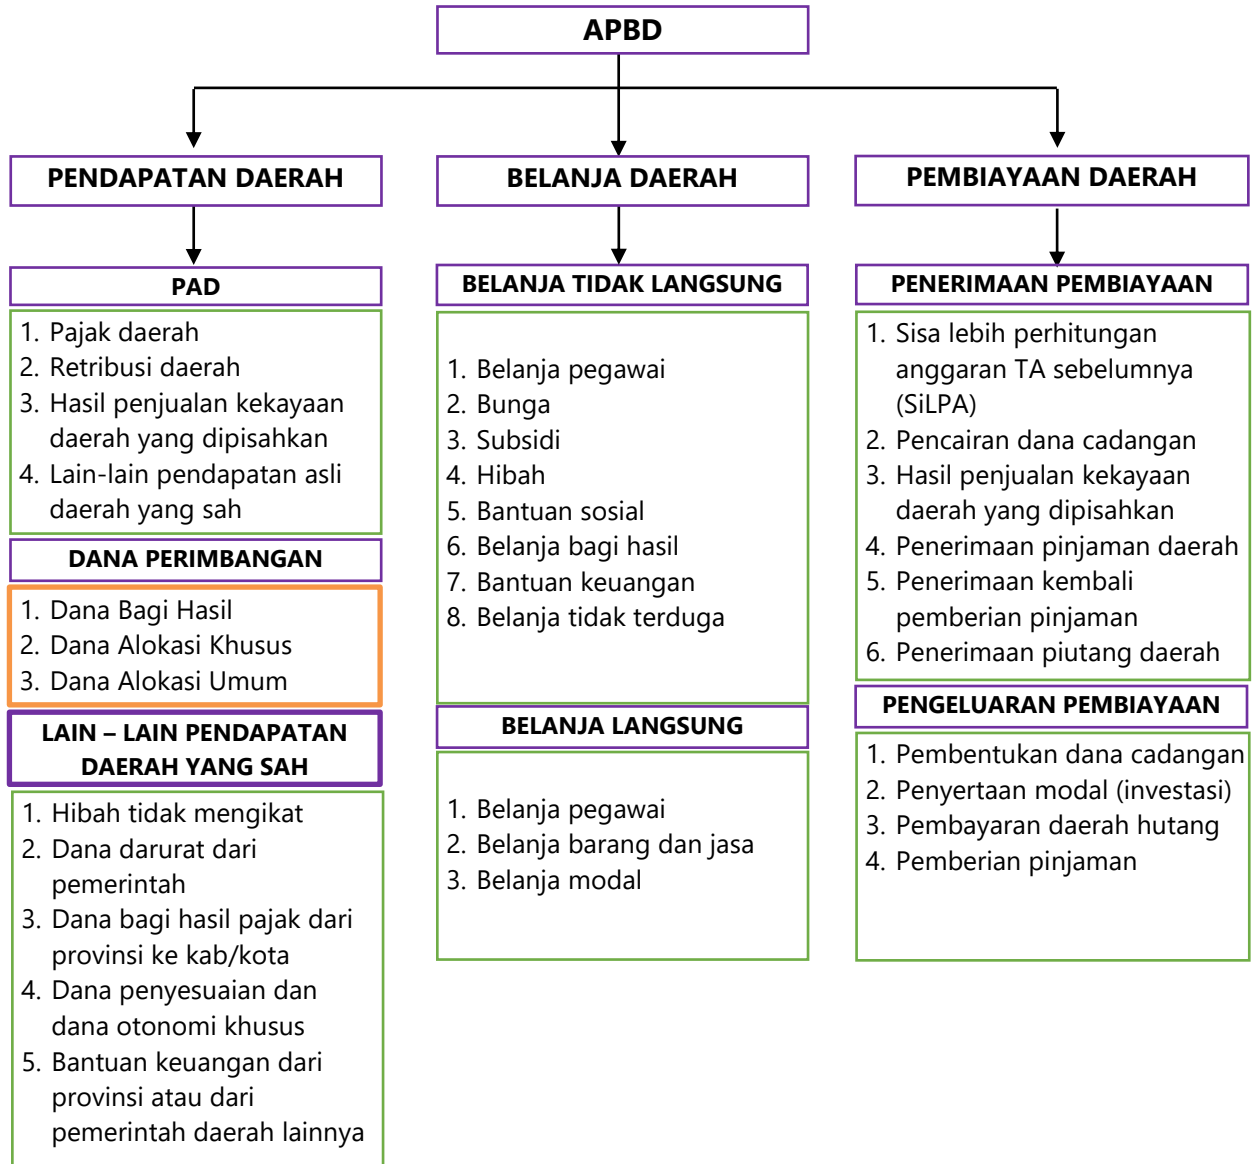 APBD
PENDAPATAN DAERAH
PAD
1. Pajak daerah
2. Retribusi daerah
3. Hasil penjualan kekayaan
daerah yang dipisahkan
4. Lain-lain pendapatan asli
daerah yang sah
DANA PERIMBANGAN
1. Dana Bagi Hasil
2. Dana Alokasi Khusus
3. Dana Alokasi Umum
LAIN – LAIN PENDAPATAN
DAERAH YANG SAH
1. Hibah tidak mengikat
2. Dana darurat dari
pemerintah
3. Dana bagi hasil pajak dari
provinsi ke kab/kota
4. Dana penyesuaian dan
dana otonomi khusus
5. Bantuan keuangan dari
provinsi atau dari
pemerintah daerah lainnya
BELANJA DAERAH
BELANJA TIDAK LANGSUNG
1. Belanja pegawai
2. Bunga
3. Subsidi
4. Hibah
5. Bantuan sosial
6. Belanja bagi hasil
7. Bantuan keuangan
8. Belanja tidak terduga
BELANJA LANGSUNG
1. Belanja pegawai
2. Belanja barang dan jasa
3. Belanja modal
PEMBIAYAAN DAERAH
PENERIMAAN PEMBIAYAAN
1. Sisa lebih perhitungan
anggaran TA sebelumnya
(SiLPA)
2. Pencairan dana cadangan
3. Hasil penjualan kekayaan
daerah yang dipisahkan
4. Penerimaan pinjaman daerah
5. Penerimaan kembali
pemberian pinjaman
6. Penerimaan piutang daerah
PENGELUARAN PEMBIAYAAN
1. Pembentukan dana cadangan
2. Penyertaan modal (investasi)
3. Pembayaran daerah hutang
4. Pemberian pinjaman